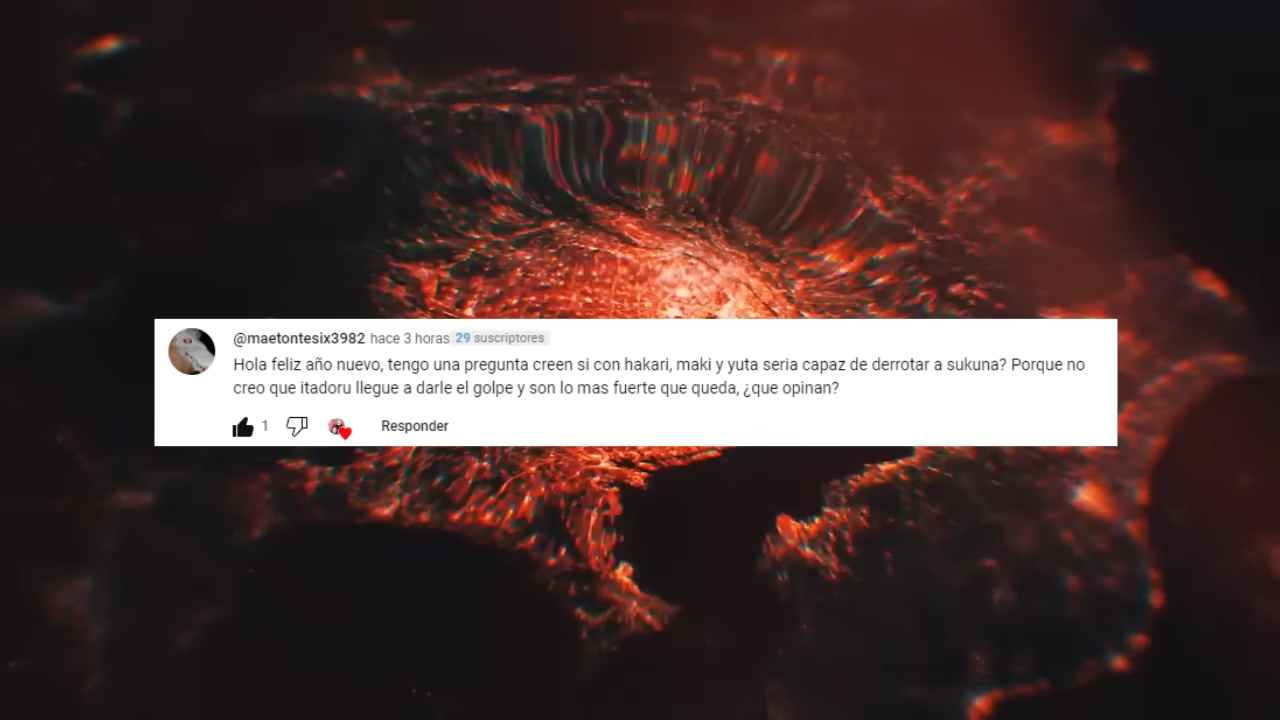 @maetontesix3982 hace 3 horas 29 suscriptores
Hola feliz año nuevo, tengo una pregunta creen si con hakari, maki y yuta seria capaz de derrotar a sukuna? Porque no
creo que itadoru llegue a darle el golpe y son lo mas fuerte que queda, ¿que opinan?
1 Responder